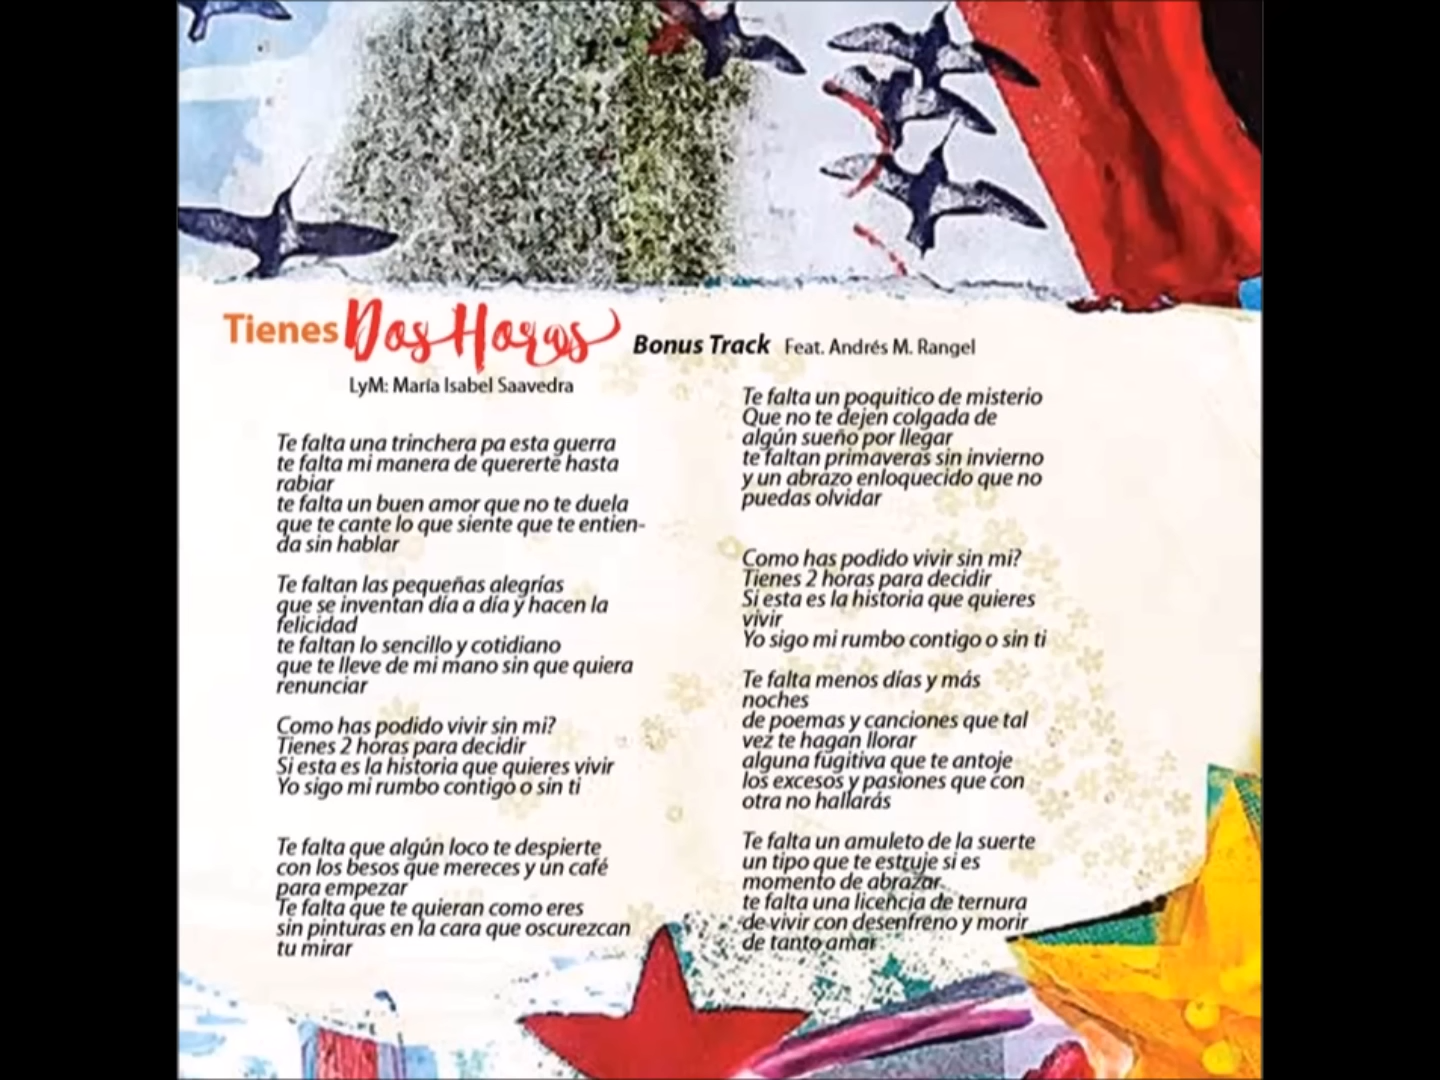 Tienes Dos Horas Bonus Track Feat. Andrés M. Rangel
LyM: María Isabel Saavedra
Te falta una trinchera pa esta guerra
te falta mi manera de quererte hasta
rabiar
te falta un buen amor que no te duela
que te cante lo que siente que te entien-
da sin hablar
Te faltan las pequeñas alegrías
que se inventan día a día y hacen la
felicidad
te faltan lo sencillo y cotidiano
que te lleve de mi mano sin que quiera
renunciar
Como has podido vivir sin mi?
Tienes 2 horas para decidir
Si esta es la historia que quieres vivir
Yo sigo mi rumbo contigo o sin ti
Te falta que algún loco te despierte
con los besos que mereces y un café
para empezar
Te falta que te quieran como eres
sin pinturas en la cara que oscurezcan
tu mirar
Te falta un poquitico de misterio
Que no te dejen colgada de
algún sueño por llegar
te faltan primaveras sin invierno
y un abrazo enloquecido que no
puedas olvidar
Como has podido vivir sin mi?
Tienes 2 horas para decidir
Si esta es la historia que quieres
vivir
Yo sigo mi rumbo contigo o sin ti
Te falta menos días y más
noches
de poemas y canciones que tal
vez te hagan llorar
alguna fugitiva que te antoje
los excesos y pasiones que con
otra no hallarás
Te falta un amuleto de la suerte
un tipo que te estruje si es
momento de abrazar
te falta una licencia de ternura
de vivir con desenfreno y morir
de tanto amar